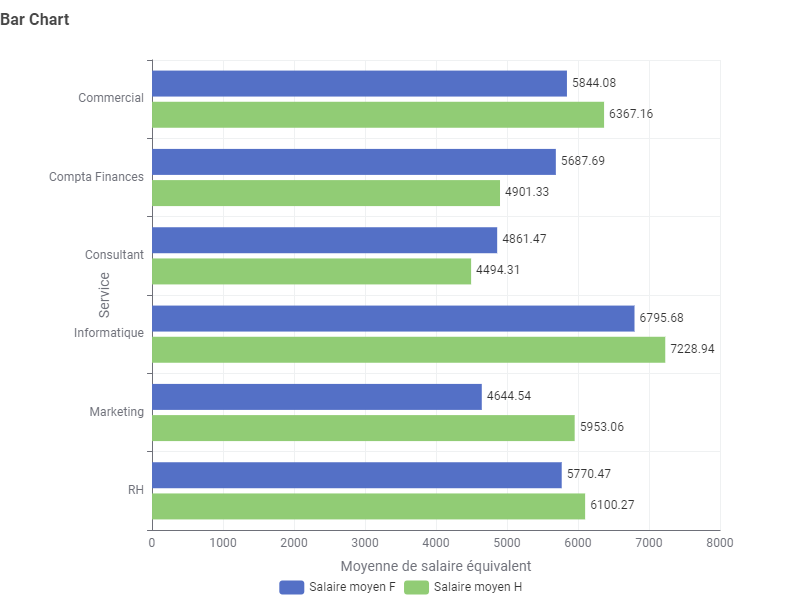 Bar Chart
Commercial
5844.08
6367.16
Compta Finances
5687.69
4901.33
Consultant
4861.47
4494.31
Service
Informatique
6795.68
7228.94
Marketing
4644.54
5953.06
RH
5770.47
6100.27
0 1000 2000 3000 4000 5000 6000 7000 8000
Moyenne de salaire équivalent
Salaire moyen F Salaire moyen H